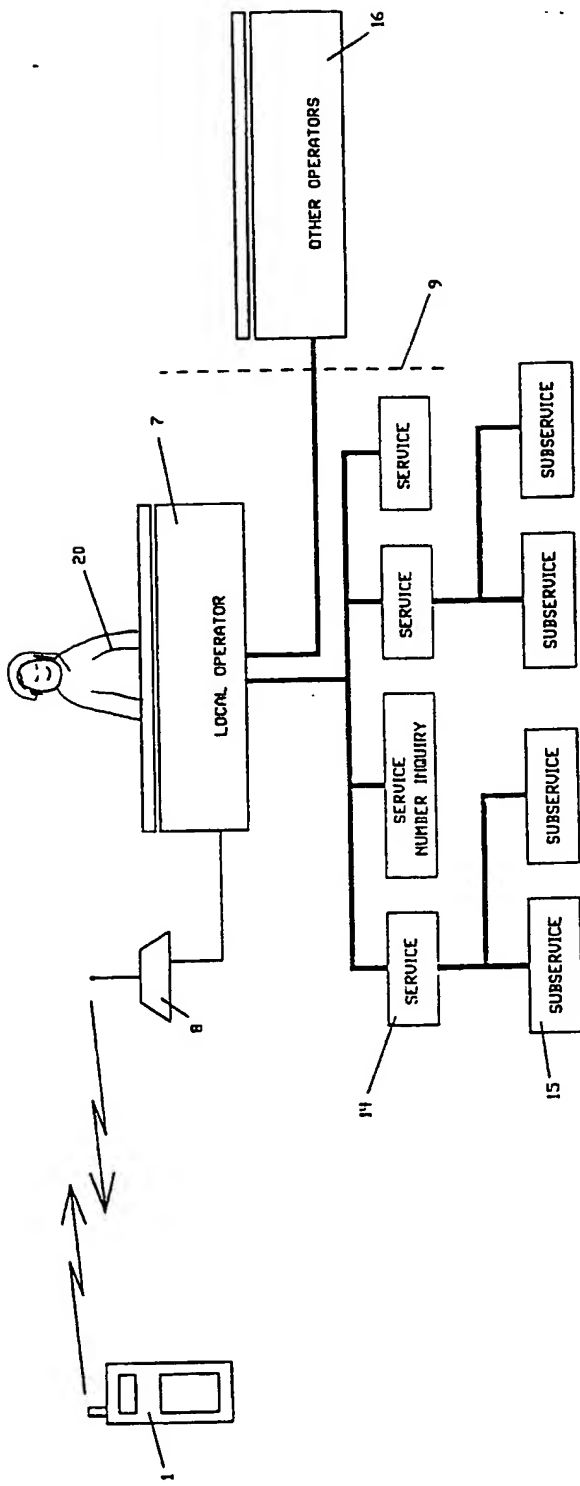 16
OTHER OPERATORS
9
20
7
LOCAL OPERATOR
8
1
SERVICE
SERVICE
NUMBER INQUIRY
SERVICE
SERVICE
14
SUBSERVICE
SUBSERVICE
SUBSERVICE
SUBSERVICE
15